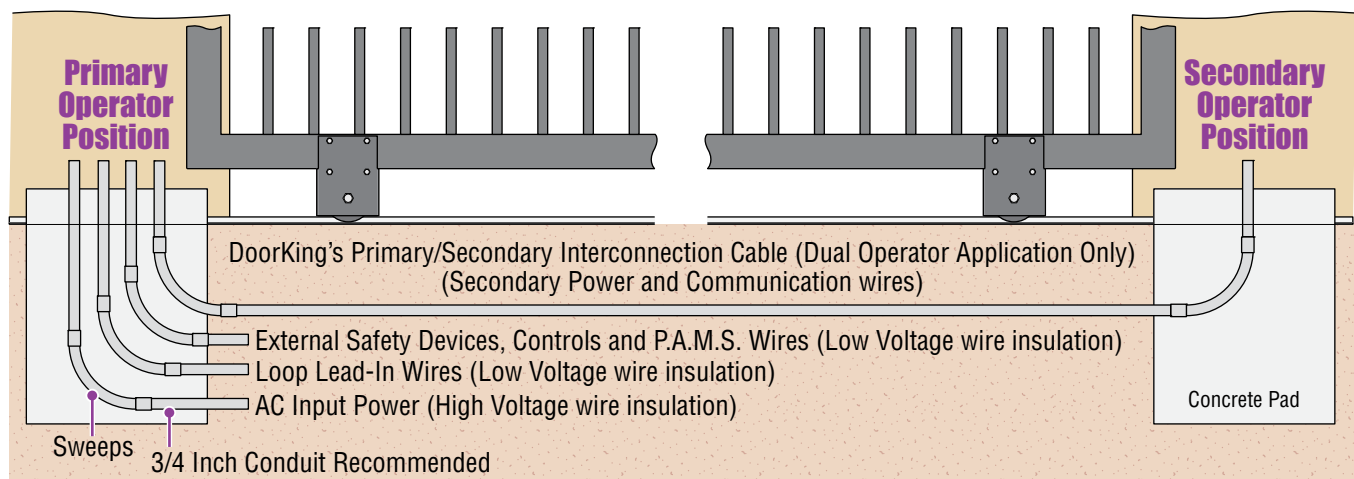 Primary
Operator
Position
Secondary
Operator
Position
DoorKing's Primary/Secondary Interconnection Cable (Dual Operator Application Only)
(Secondary Power and Communication wires)
External Safety Devices, Controls and P.A.M.S. Wires (Low Voltage wire insulation)
Loop Lead-In Wires (Low Voltage wire insulation)
AC Input Power (High Voltage wire insulation)
Concrete Pad
Sweeps
3/4 Inch Conduit Recommended